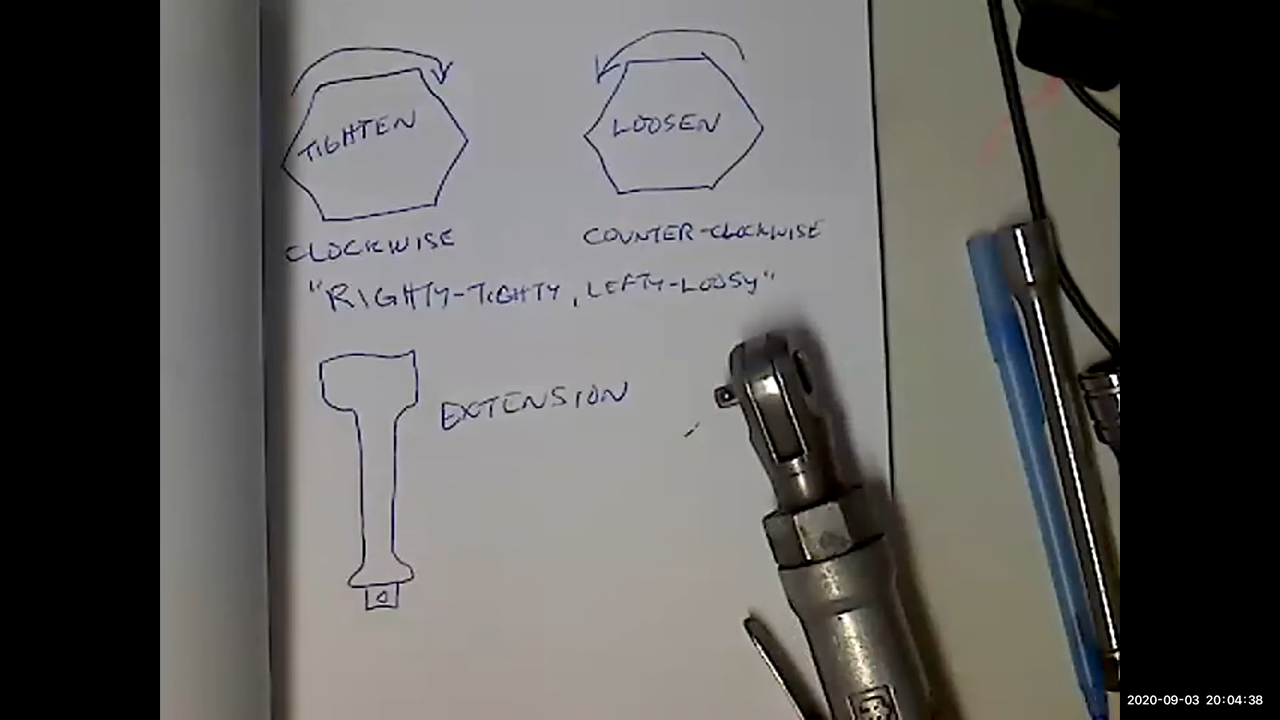 TIGHTEN
LOOSEN
CLOCKWISE
COUNTER-CLOCKWISE
"RIGHTY-TIGHTY, LEFTY-LOOSY"
EXTENSION
2020-09-03 20:04:38